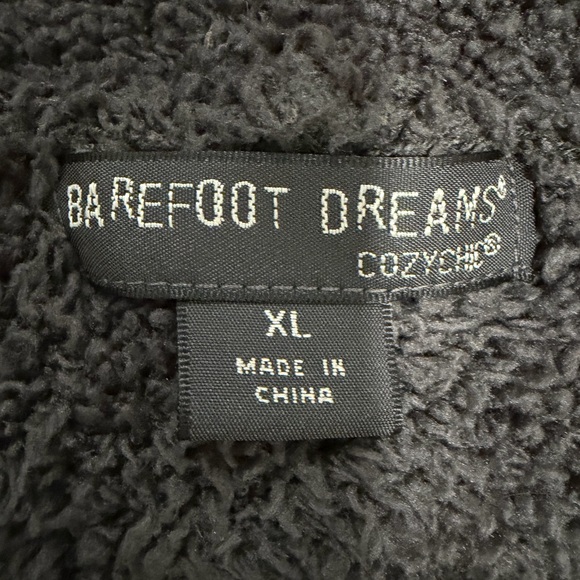 BAREFOOT DREAMS®
COZYCHIC®
XL
MADE IN
CHINA